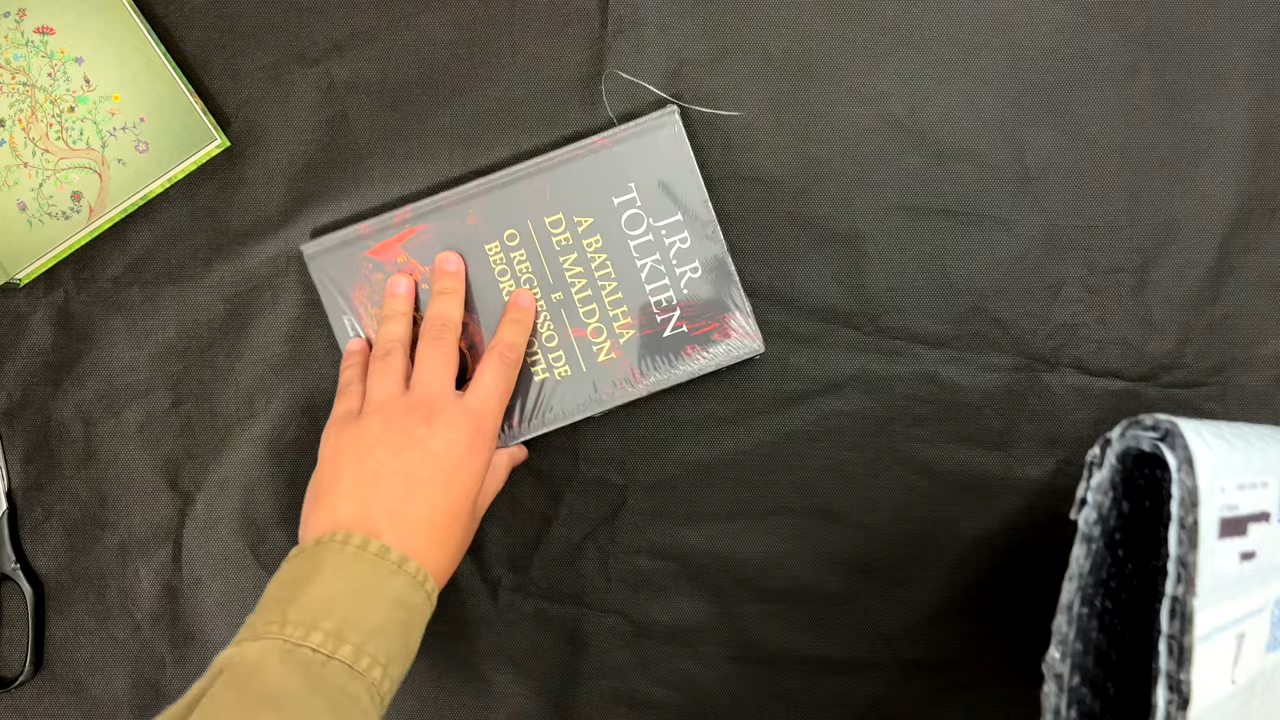 J.R.R.
TOLKIEN
A BATALHA
DE MALDON
E
O REGRESSO DE